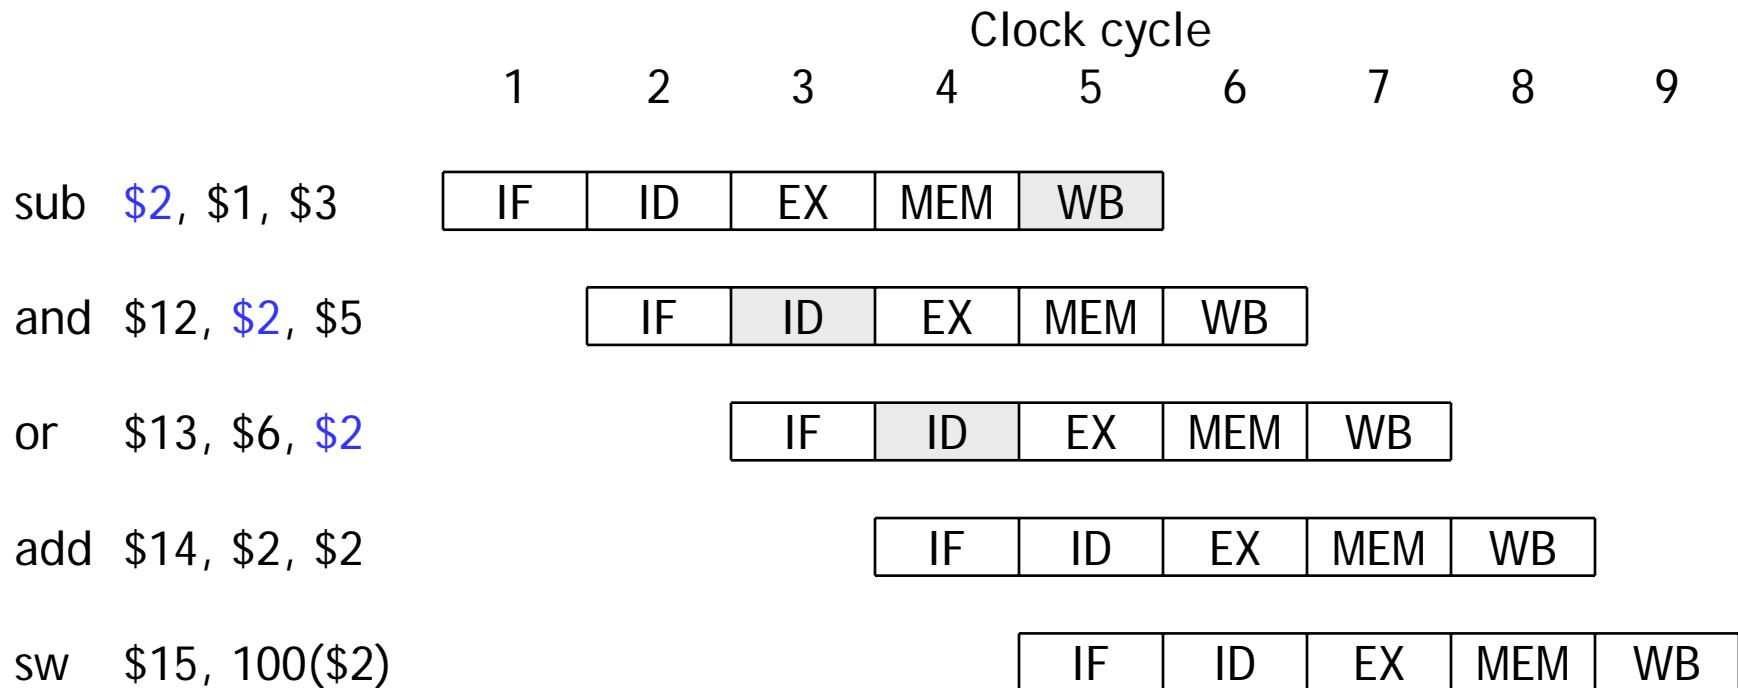 Clock cycle
1 2 3 4 5 6 7 8 9
sub $2, $1, $3 IF ID EX MEM WB
and $12, $2, $5 IF ID EX MEM WB
or $13, $6, $2 IF ID EX MEM WB
add $14, $2, $2 IF ID EX MEM WB
sw $15, 100($2) IF ID EX MEM WB